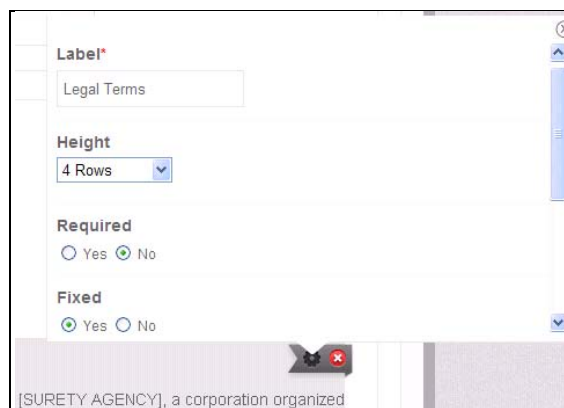 Label*
Legal Terms
Height
4 Rows
Required
Yes No
Fixed
Yes No
[SURETY AGENCY], a corporation organized